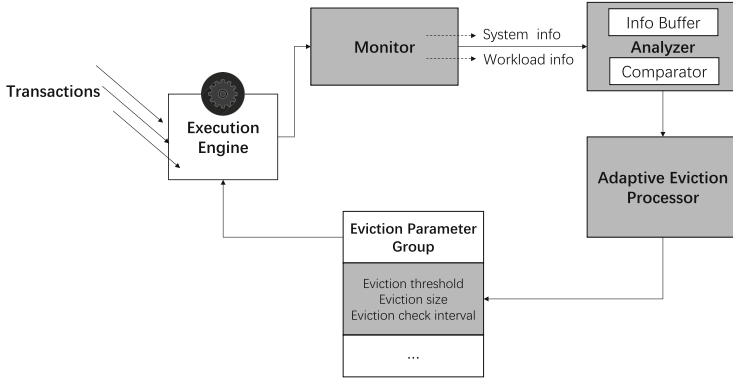 Transactions
Execution
Engine
Monitor
System info
Workload info
Info Buffer
Analyzer
Comparator
Adaptive Eviction
Processor
Eviction Parameter
Group
Eviction threshold
Eviction size
Eviction check interval
...